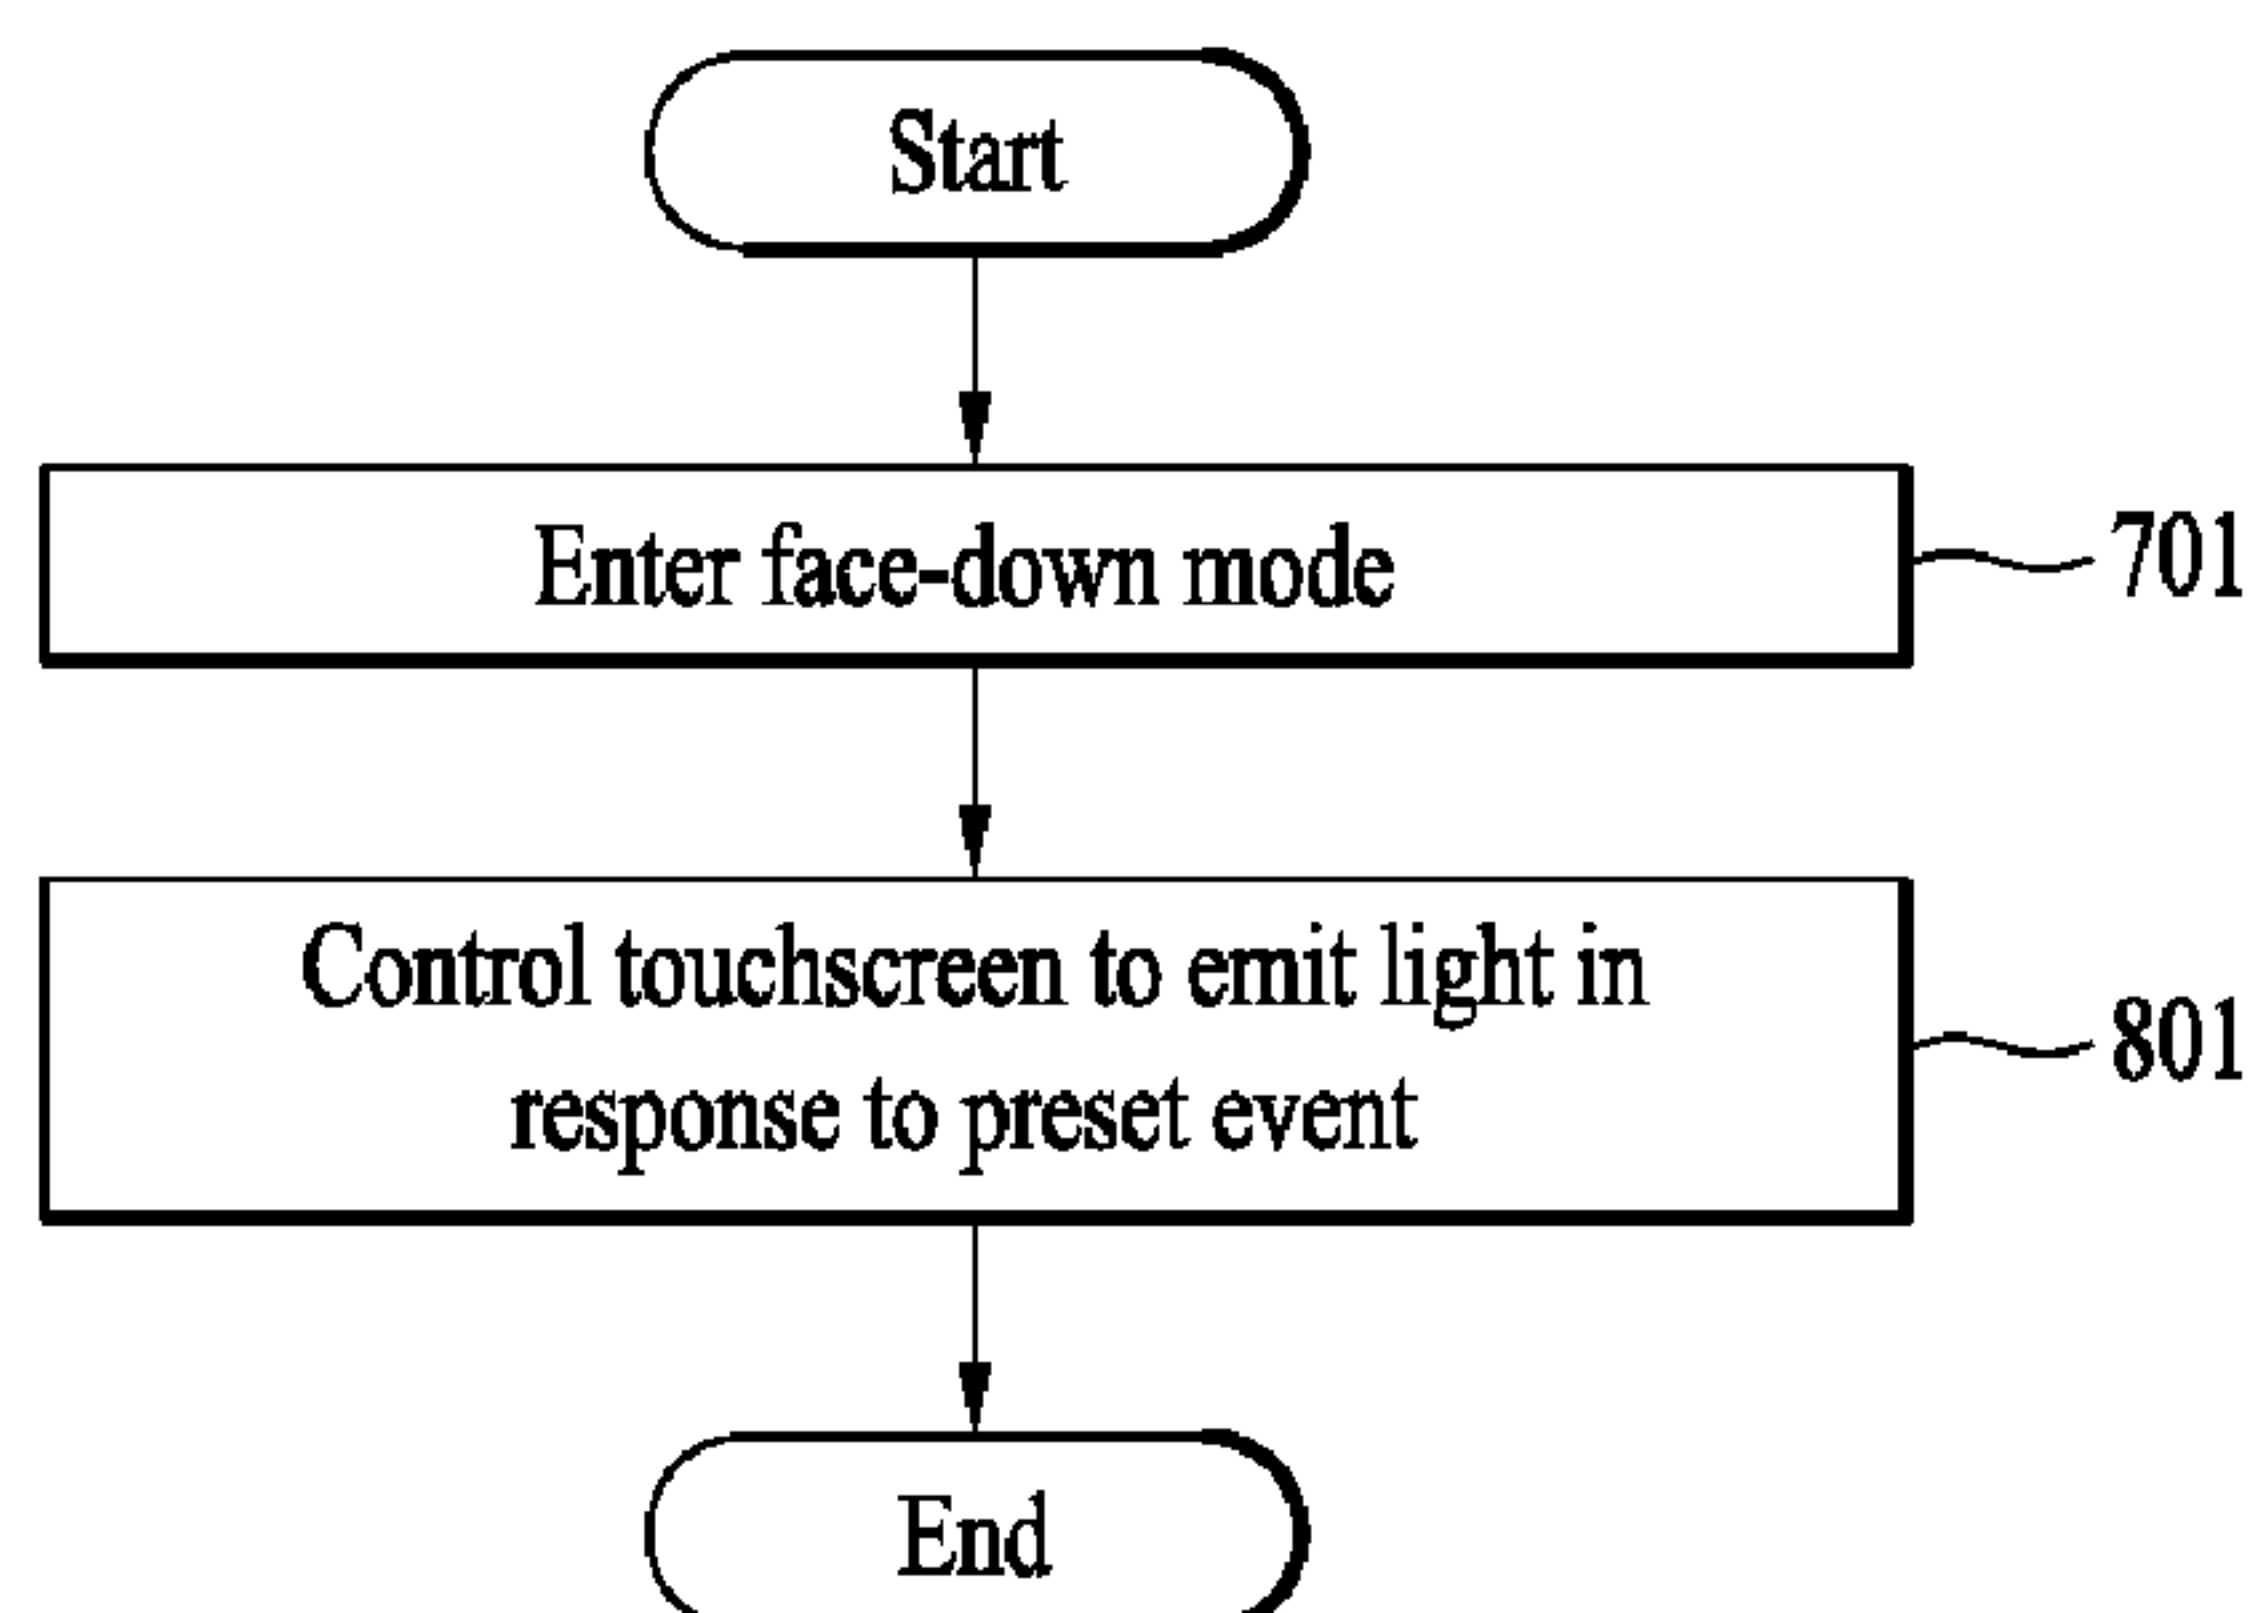 Start
Enter face-down mode
701
Control touchscreen to emit light in
response to preset event
801
End